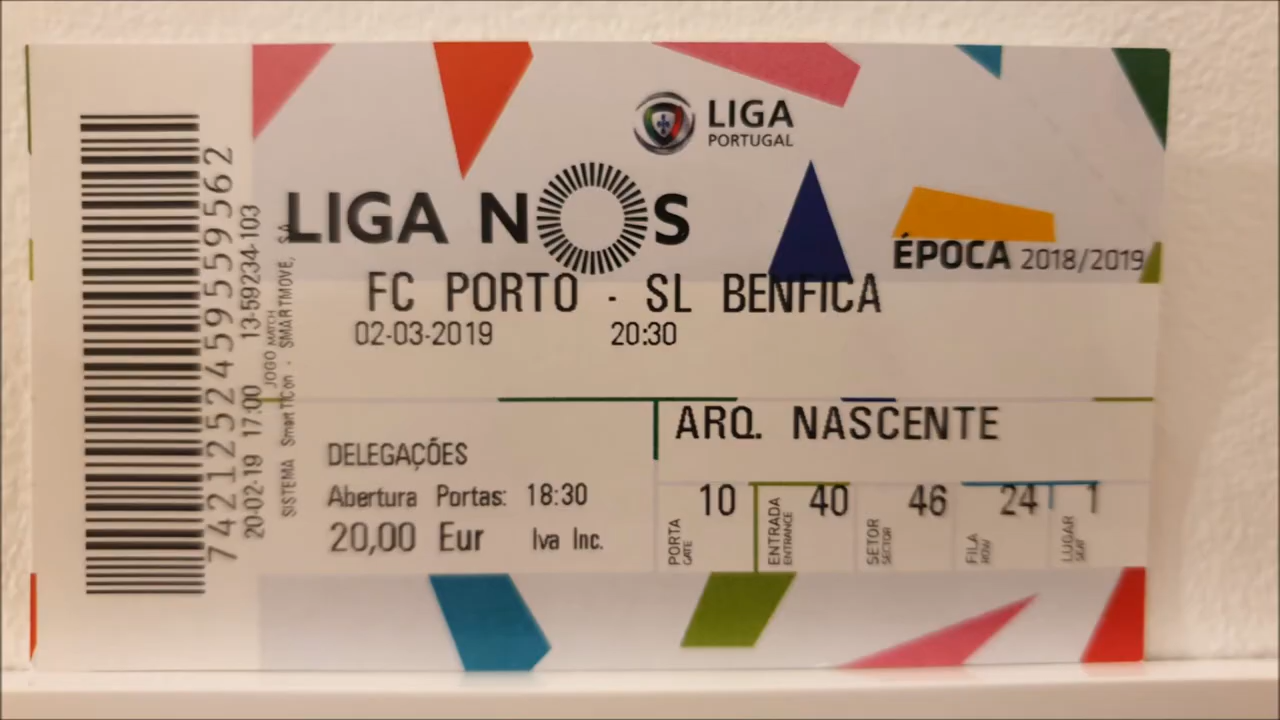 7421252459559562
20-02-19 17:00 13-59234-103
JOGO MATCH
SISTEMA SmartTICon - SMARTMOVE, SA
LIGA
PORTUGAL
LIGA NOS
ÉPOCA 2018/2019
FC PORTO - SL BENFICA
02-03-2019 20:30
ARQ. NASCENTE
DELEGAÇÕES
Abertura Portas: 18:30
20,00 Eur Iva Inc.
PORTA
GATE
10
ENTRADA
ENTRANCE
40
SETOR
SECTOR
46
FILA
ROW
24
LUGAR
SEAT
1